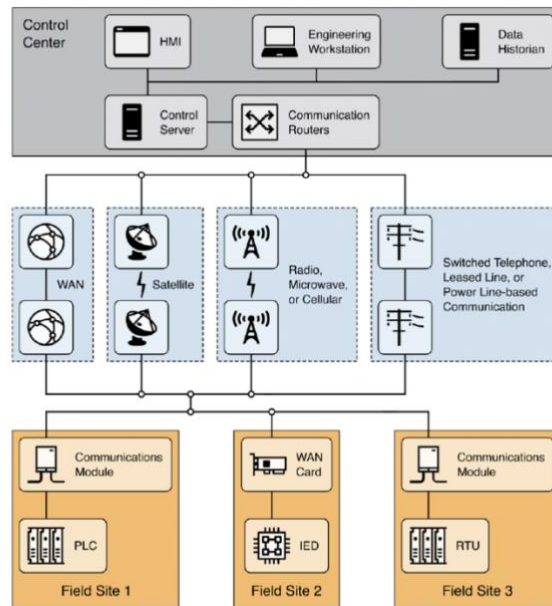 Control
Center
HMI
Engineering
Workstation
Data
Historian
Control
Server
Communication
Routers
WAN
Satellite
Radio,
Microwave,
or Cellular
Switched Telephone,
Leased Line, or
Power Line-based
Communication
Communications
Module
WAN
Card
Communications
Module
PLC
IED
RTU
Field Site 1
Field Site 2
Field Site 3